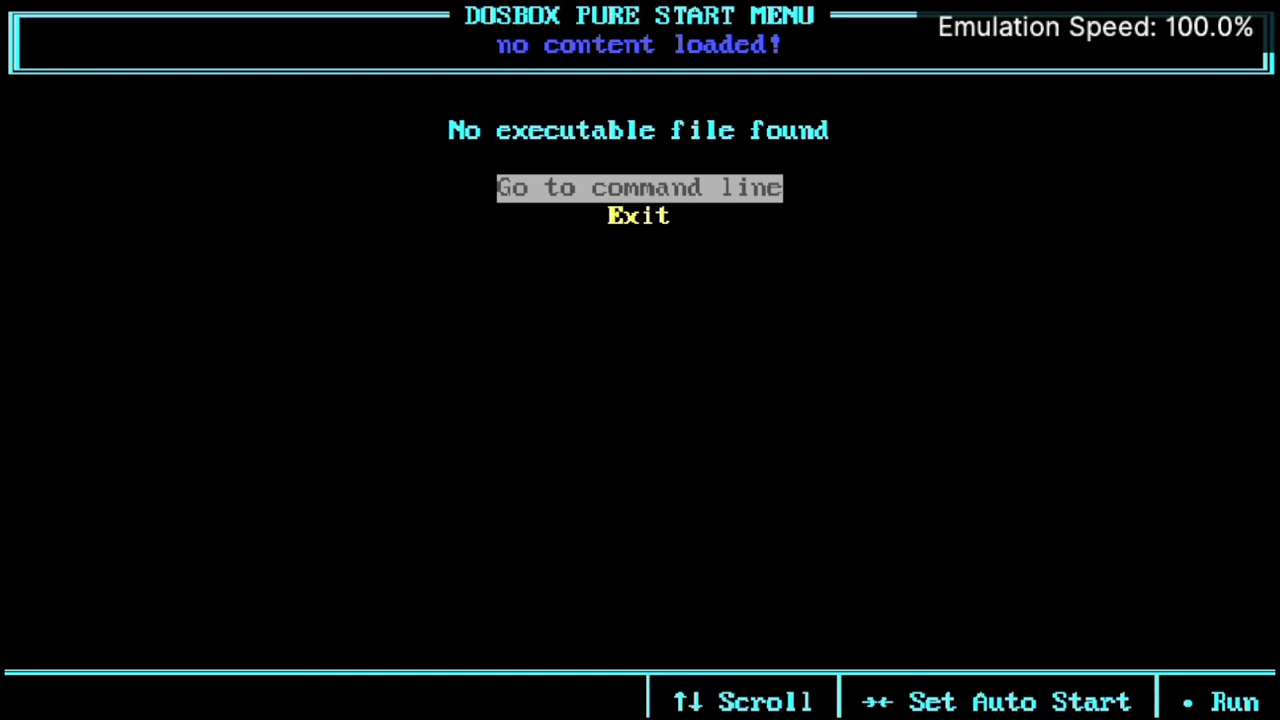 DOSBOX PURE START MENU
Emulation Speed: 100.0%
no content loaded!
No executable file found
Go to command line
Exit
↑↓ Scroll
→← Set Auto Start
• Run